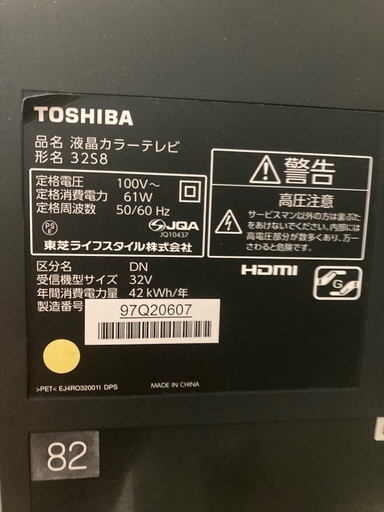 TOSHIBA
品名 液晶カラーテレビ
形名 32S8
定格電圧 100V～
定格消費電力 61W
定格周波数 50/60 Hz
PS
E
JQA
JQ10437
東芝ライフスタイル株式会社
警告
高圧注意
サービスマン以外の方は裏ぶた
をあけないでください。内部には
高電圧部分が数多くあり、万一さ
わると危険です。
区分名 DN
受信機型サイズ 32V
年間消費電力量 42 kWh/年
製造番号
97Q20607
HDMI
G
>PET< EJ4RO32001I DPS
MADE IN CHINA
82